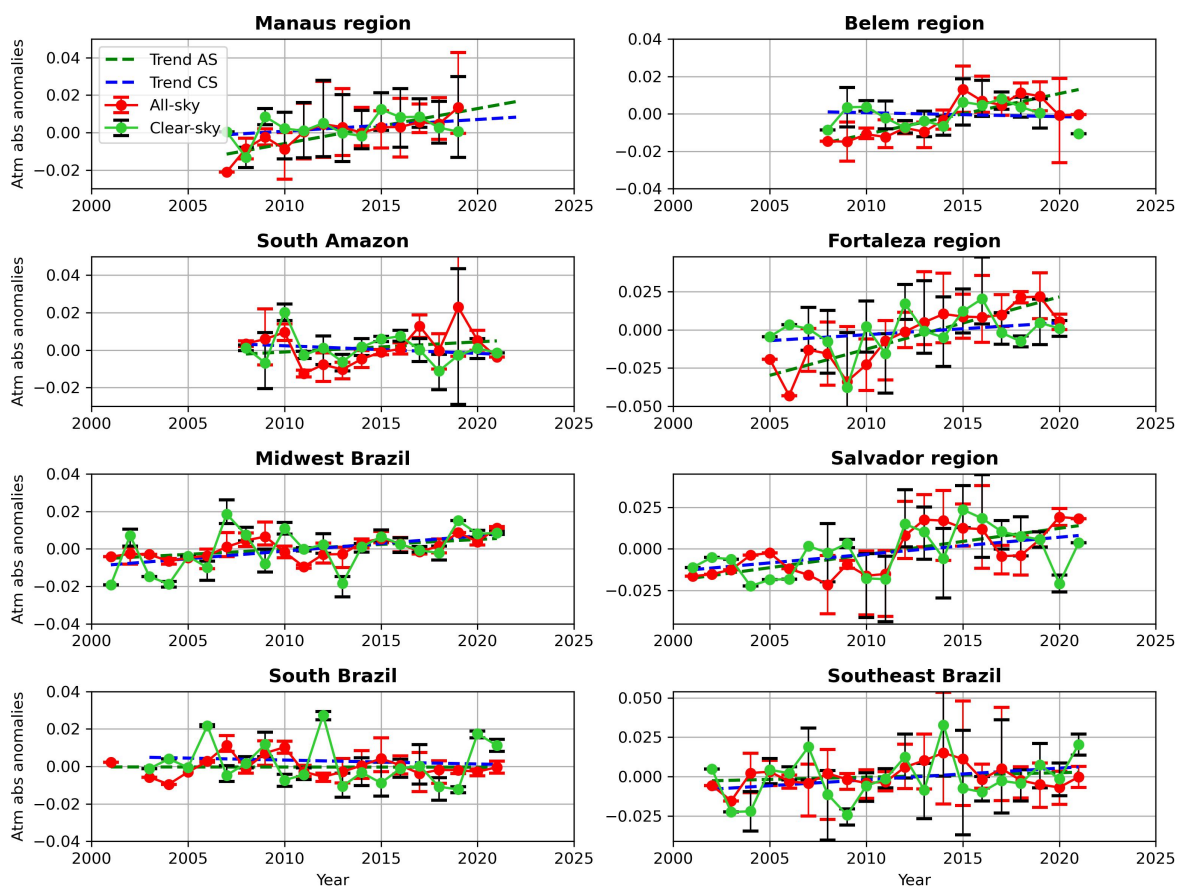 Manaus region
Atm abs anomalies
0.04
0.02
0.00
−0.02
Trend AS
Trend CS
All-sky
Clear-sky
2000 2005 2010 2015 2020 2025
Belem region
0.04
0.02
0.00
−0.02
−0.04
2000 2005 2010 2015 2020 2025
South Amazon
Atm abs anomalies
0.04
0.02
0.00
−0.02
2000 2005 2010 2015 2020 2025
Fortaleza region
0.025
0.000
−0.025
−0.050
2000 2005 2010 2015 2020 2025
Midwest Brazil
Atm abs anomalies
0.04
0.02
0.00
−0.02
−0.04
2000 2005 2010 2015 2020 2025
Salvador region
0.025
0.000
−0.025
2000 2005 2010 2015 2020 2025
South Brazil
Atm abs anomalies
0.04
0.02
0.00
−0.02
−0.04
2000 2005 2010 2015 2020 2025
Year
Southeast Brazil
0.050
0.025
0.000
−0.025
2000 2005 2010 2015 2020 2025
Year